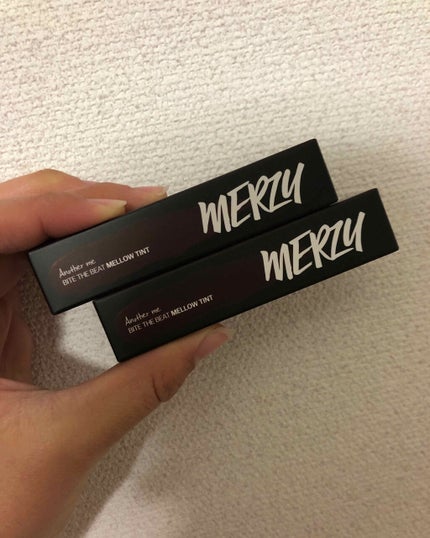 MERZY
Another me
BITE THE BEAT MELLOW TINT
MERZY
Another me
BITE THE BEAT MELLOW TINT